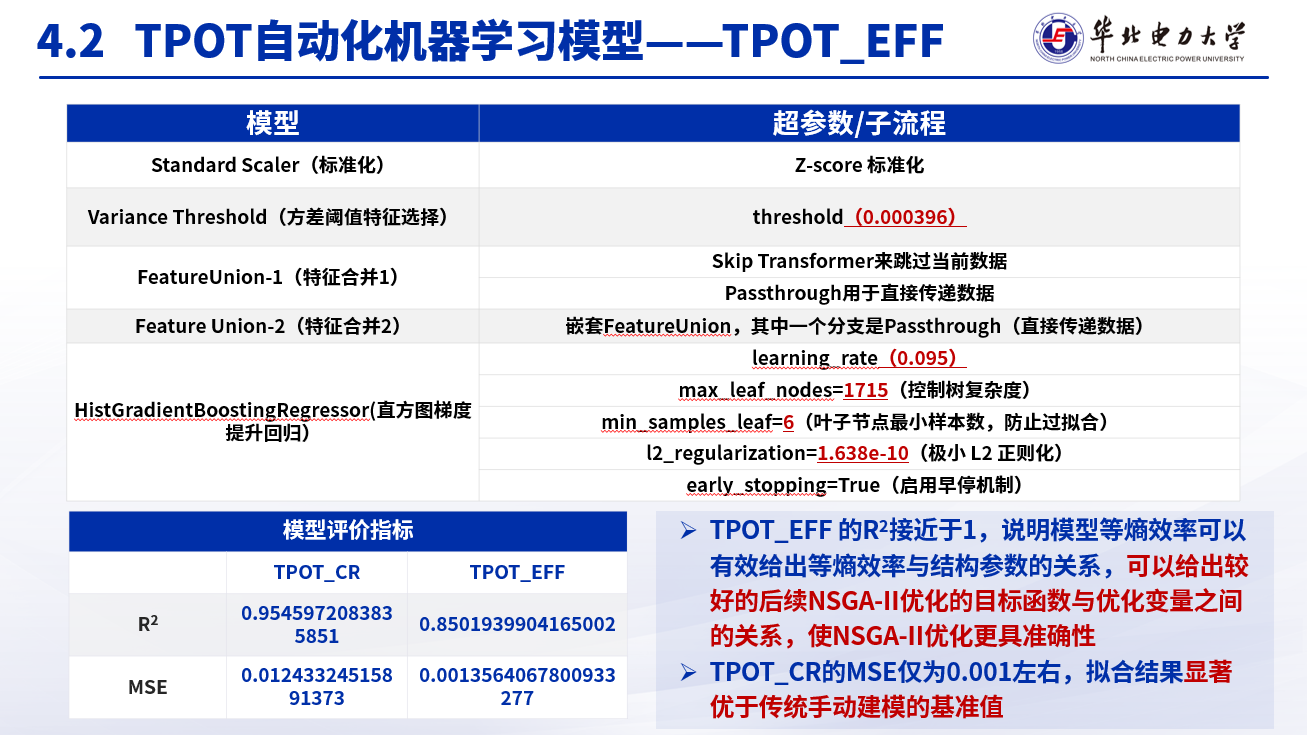 4.2 TPOT自动化机器学习模型——TPOT_EFF
华北电力大学
NORTH CHINA ELECTRIC POWER UNIVERSITY
模型
超参数/子流程
Standard Scaler（标准化）
Z-score 标准化
Variance Threshold（方差阈值特征选择）
threshold（0.000396）
FeatureUnion-1（特征合并1）
Skip Transformer来跳过当前数据
Passthrough用于直接传递数据
Feature Union-2（特征合并2）
嵌套FeatureUnion，其中一个分支是Passthrough（直接传递数据）
HistGradientBoostingRegressor(直方图梯度
提升回归）
learning_rate（0.095）
max_leaf_nodes=1715（控制树复杂度）
min_samples_leaf=6（叶子节点最小样本数，防止过拟合）
l2_regularization=1.638e-10（极小 L2 正则化）
early_stopping=True（启用早停机制）
模型评价指标
TPOT_CR
TPOT_EFF
R²
0.954597208383
5851
0.8501939904165002
MSE
0.012433245158
91373
0.0013564067800933
277
➢ TPOT_EFF 的R²接近于1，说明模型等熵效率可以
有效给出等熵效率与结构参数的关系，可以给出较
好的后续NSGA-II优化的目标函数与优化变量之间
的关系，使NSGA-II优化更具准确性
➢ TPOT_CR的MSE仅为0.001左右，拟合结果显著
优于传统手动建模的基准值